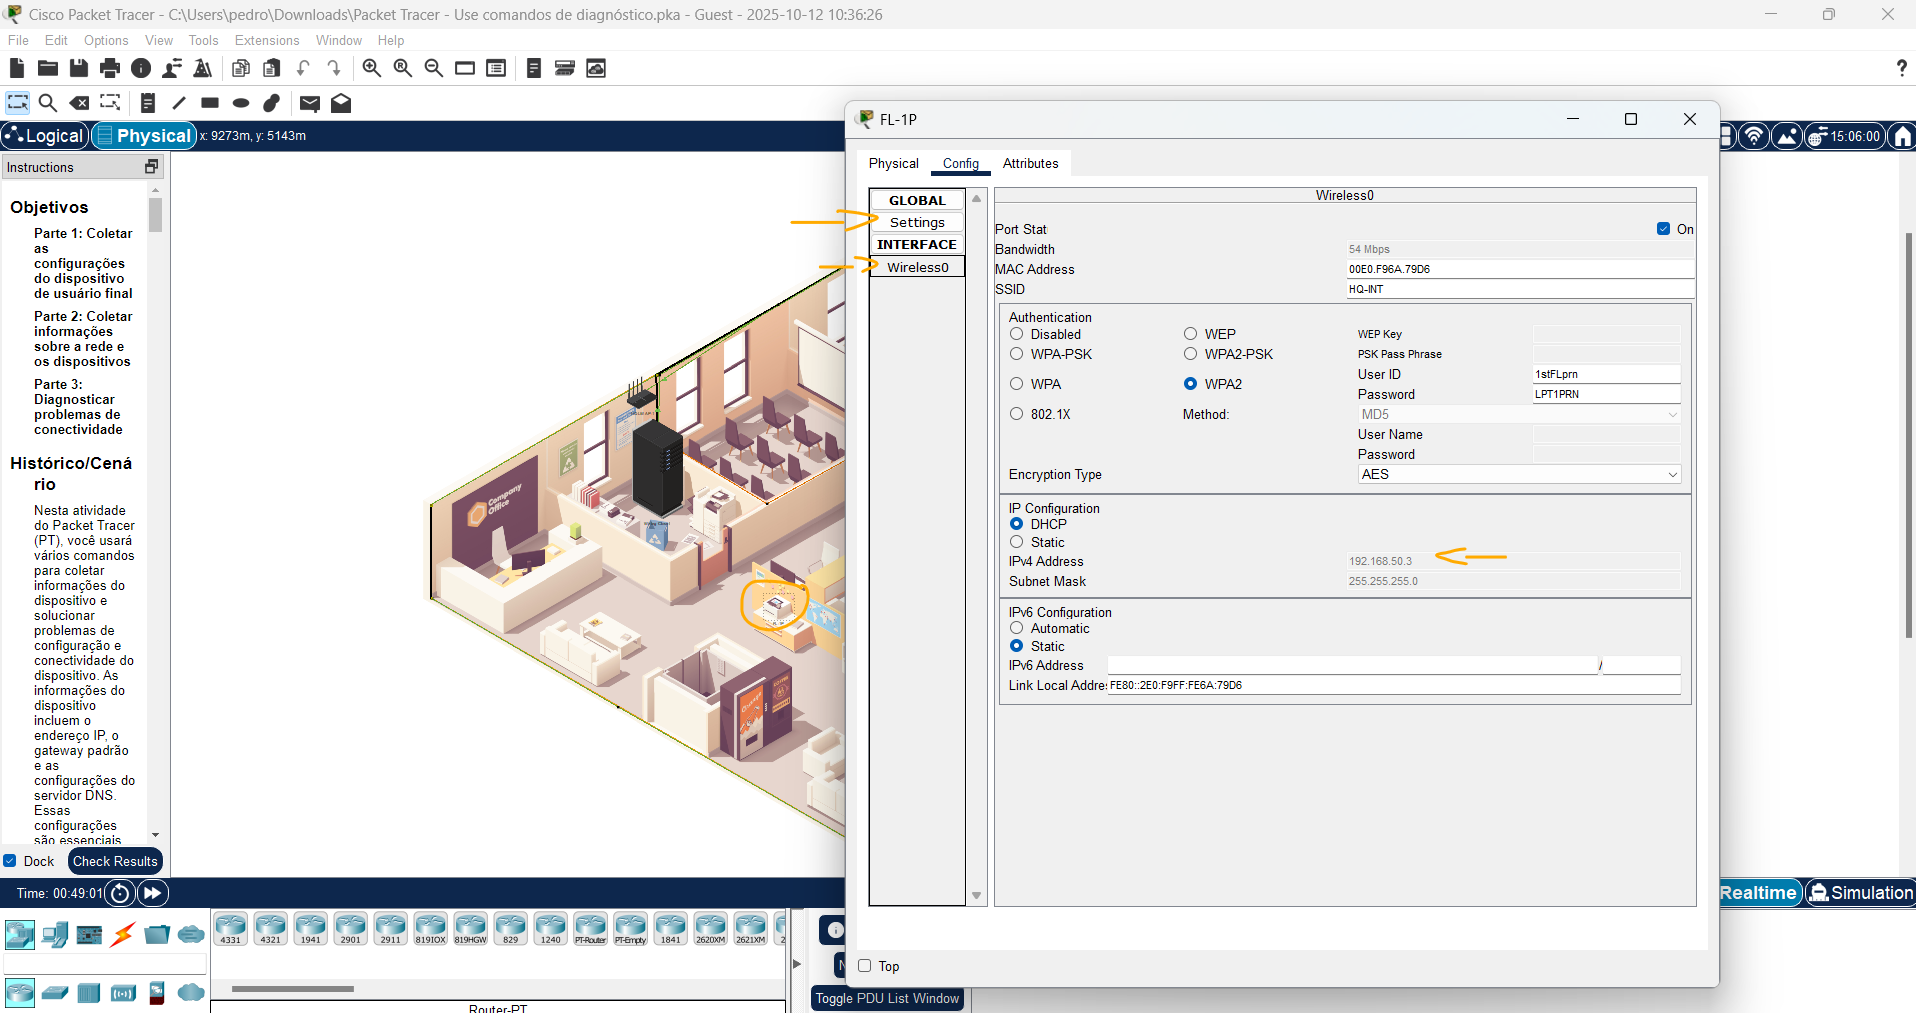 Cisco Packet Tracer - C:\Users\pedro\Downloads\Packet Tracer - Use comandos de diagnóstico.pka - Guest - 2025-10-12 10:36:26
File Edit Options View Tools Extensions Window Help
?
Logical Physical x: 9273m, y: 5143m
15:06:00
Instructions
Objetivos
Parte 1: Coletar
as
configurações
do dispositivo
de usuário final
Parte 2: Coletar
informações
sobre a rede e
os dispositivos
Parte 3:
Diagnosticar
problemas de
conectividade
Histórico/Cená
rio
Nesta atividade
do Packet Tracer
(PT), você usará
vários comandos
para coletar
informações do
dispositivo e
solucionar
problemas de
configuração e
conectividade do
dispositivo. As
informações do
dispositivo
incluem o
endereço IP, o
gateway padrão
e as
configurações do
servidor DNS.
Essas
configurações
são essenciais
Dock Check Results
Time: 00:49:01
Company
Office
FL-1P
Physical Config Attributes
GLOBAL
Settings
INTERFACE
Wireless0
Wireless0
Port Stat On
Bandwidth 54 Mbps
MAC Address 00E0.F96A.79D6
SSID HQ-INT
Authentication
Disabled WEP WEP Key
WPA-PSK WPA2-PSK PSK Pass Phrase
User ID 1stFLprn
WPA WPA2 Password LPT1PRN
802.1X Method: MD5
User Name
Password
Encryption Type AES
IP Configuration
DHCP
Static
IPv4 Address 192.168.50.3
Subnet Mask 255.255.255.0
IPv6 Configuration
Automatic
Static
IPv6 Address /
Link Local Addre: FE80::2E0:F9FF:FE6A:79D6
Top
Realtime Simulation
4331 4321 1941 2901 2911 819IOX 819HGW 829 1240 PT-Router PT-Empty 1841 2620XM 2621XM 2
Router-PT
N
Toggle PDU List Window